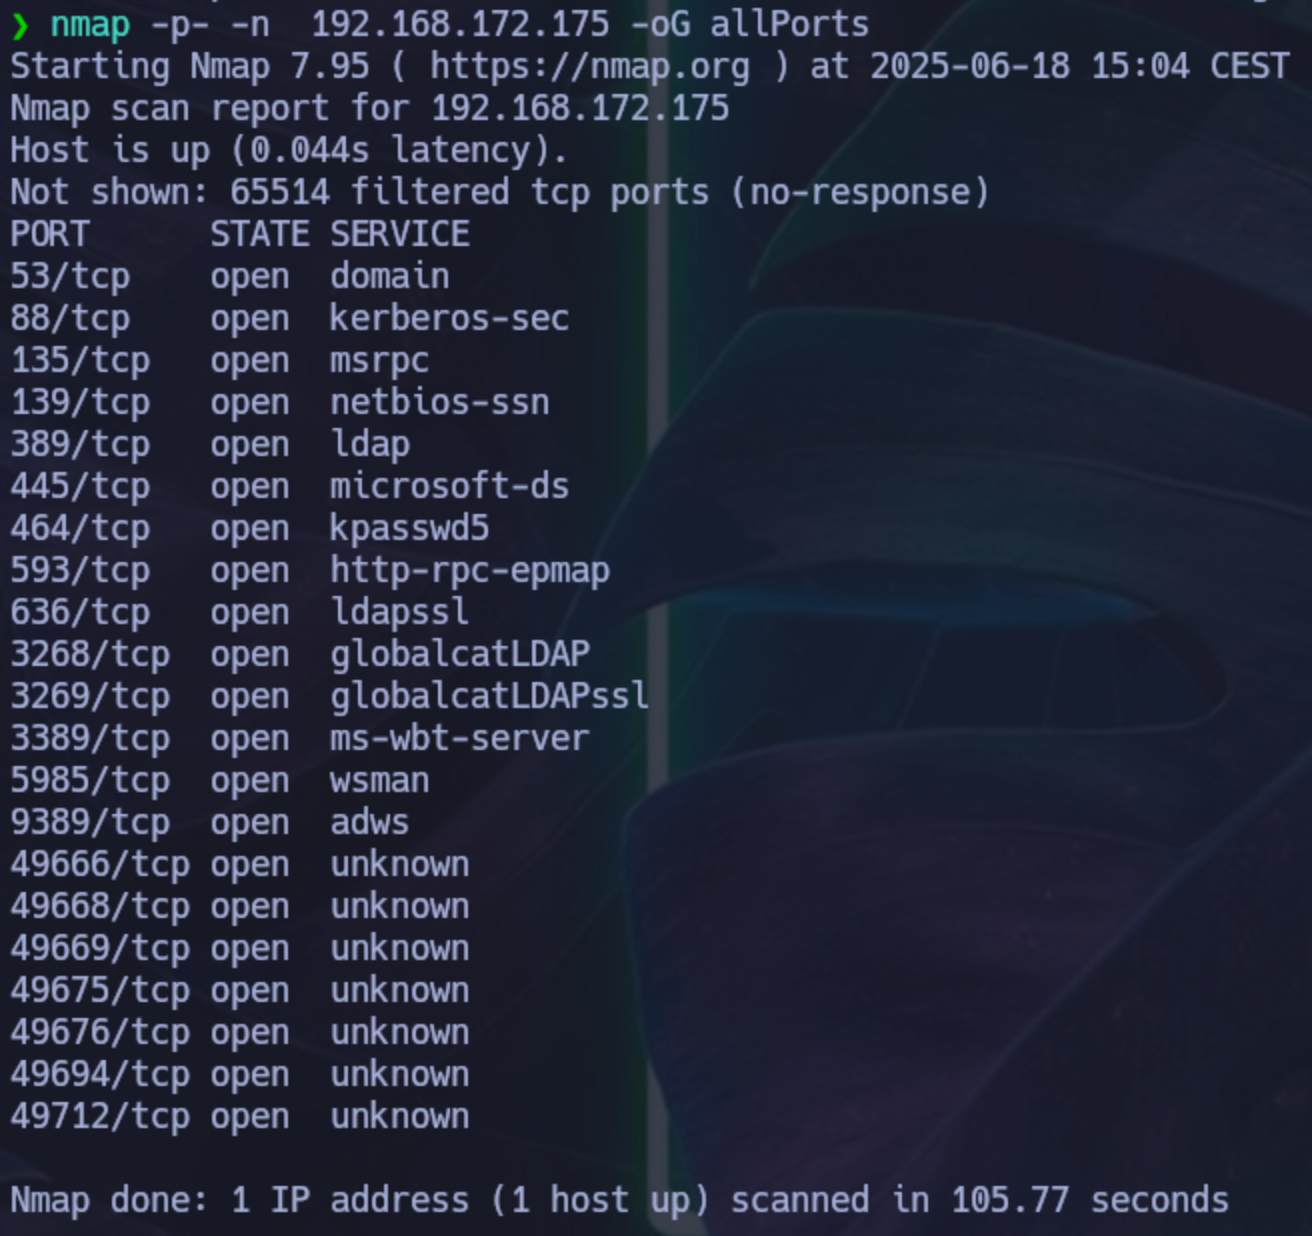 ❯ nmap -p- -n  192.168.172.175 -oG allPorts
Starting Nmap 7.95 ( https://nmap.org ) at 2025-06-18 15:04 CEST
Nmap scan report for 192.168.172.175
Host is up (0.044s latency).
Not shown: 65514 filtered tcp ports (no-response)
PORT      STATE SERVICE
53/tcp    open  domain
88/tcp    open  kerberos-sec
135/tcp   open  msrpc
139/tcp   open  netbios-ssn
389/tcp   open  ldap
445/tcp   open  microsoft-ds
464/tcp   open  kpasswd5
593/tcp   open  http-rpc-epmap
636/tcp   open  ldapssl
3268/tcp  open  globalcatLDAP
3269/tcp  open  globalcatLDAPssl
3389/tcp  open  ms-wbt-server
5985/tcp  open  wsman
9389/tcp  open  adws
49666/tcp open  unknown
49668/tcp open  unknown
49669/tcp open  unknown
49675/tcp open  unknown
49676/tcp open  unknown
49694/tcp open  unknown
49712/tcp open  unknown
Nmap done: 1 IP address (1 host up) scanned in 105.77 seconds